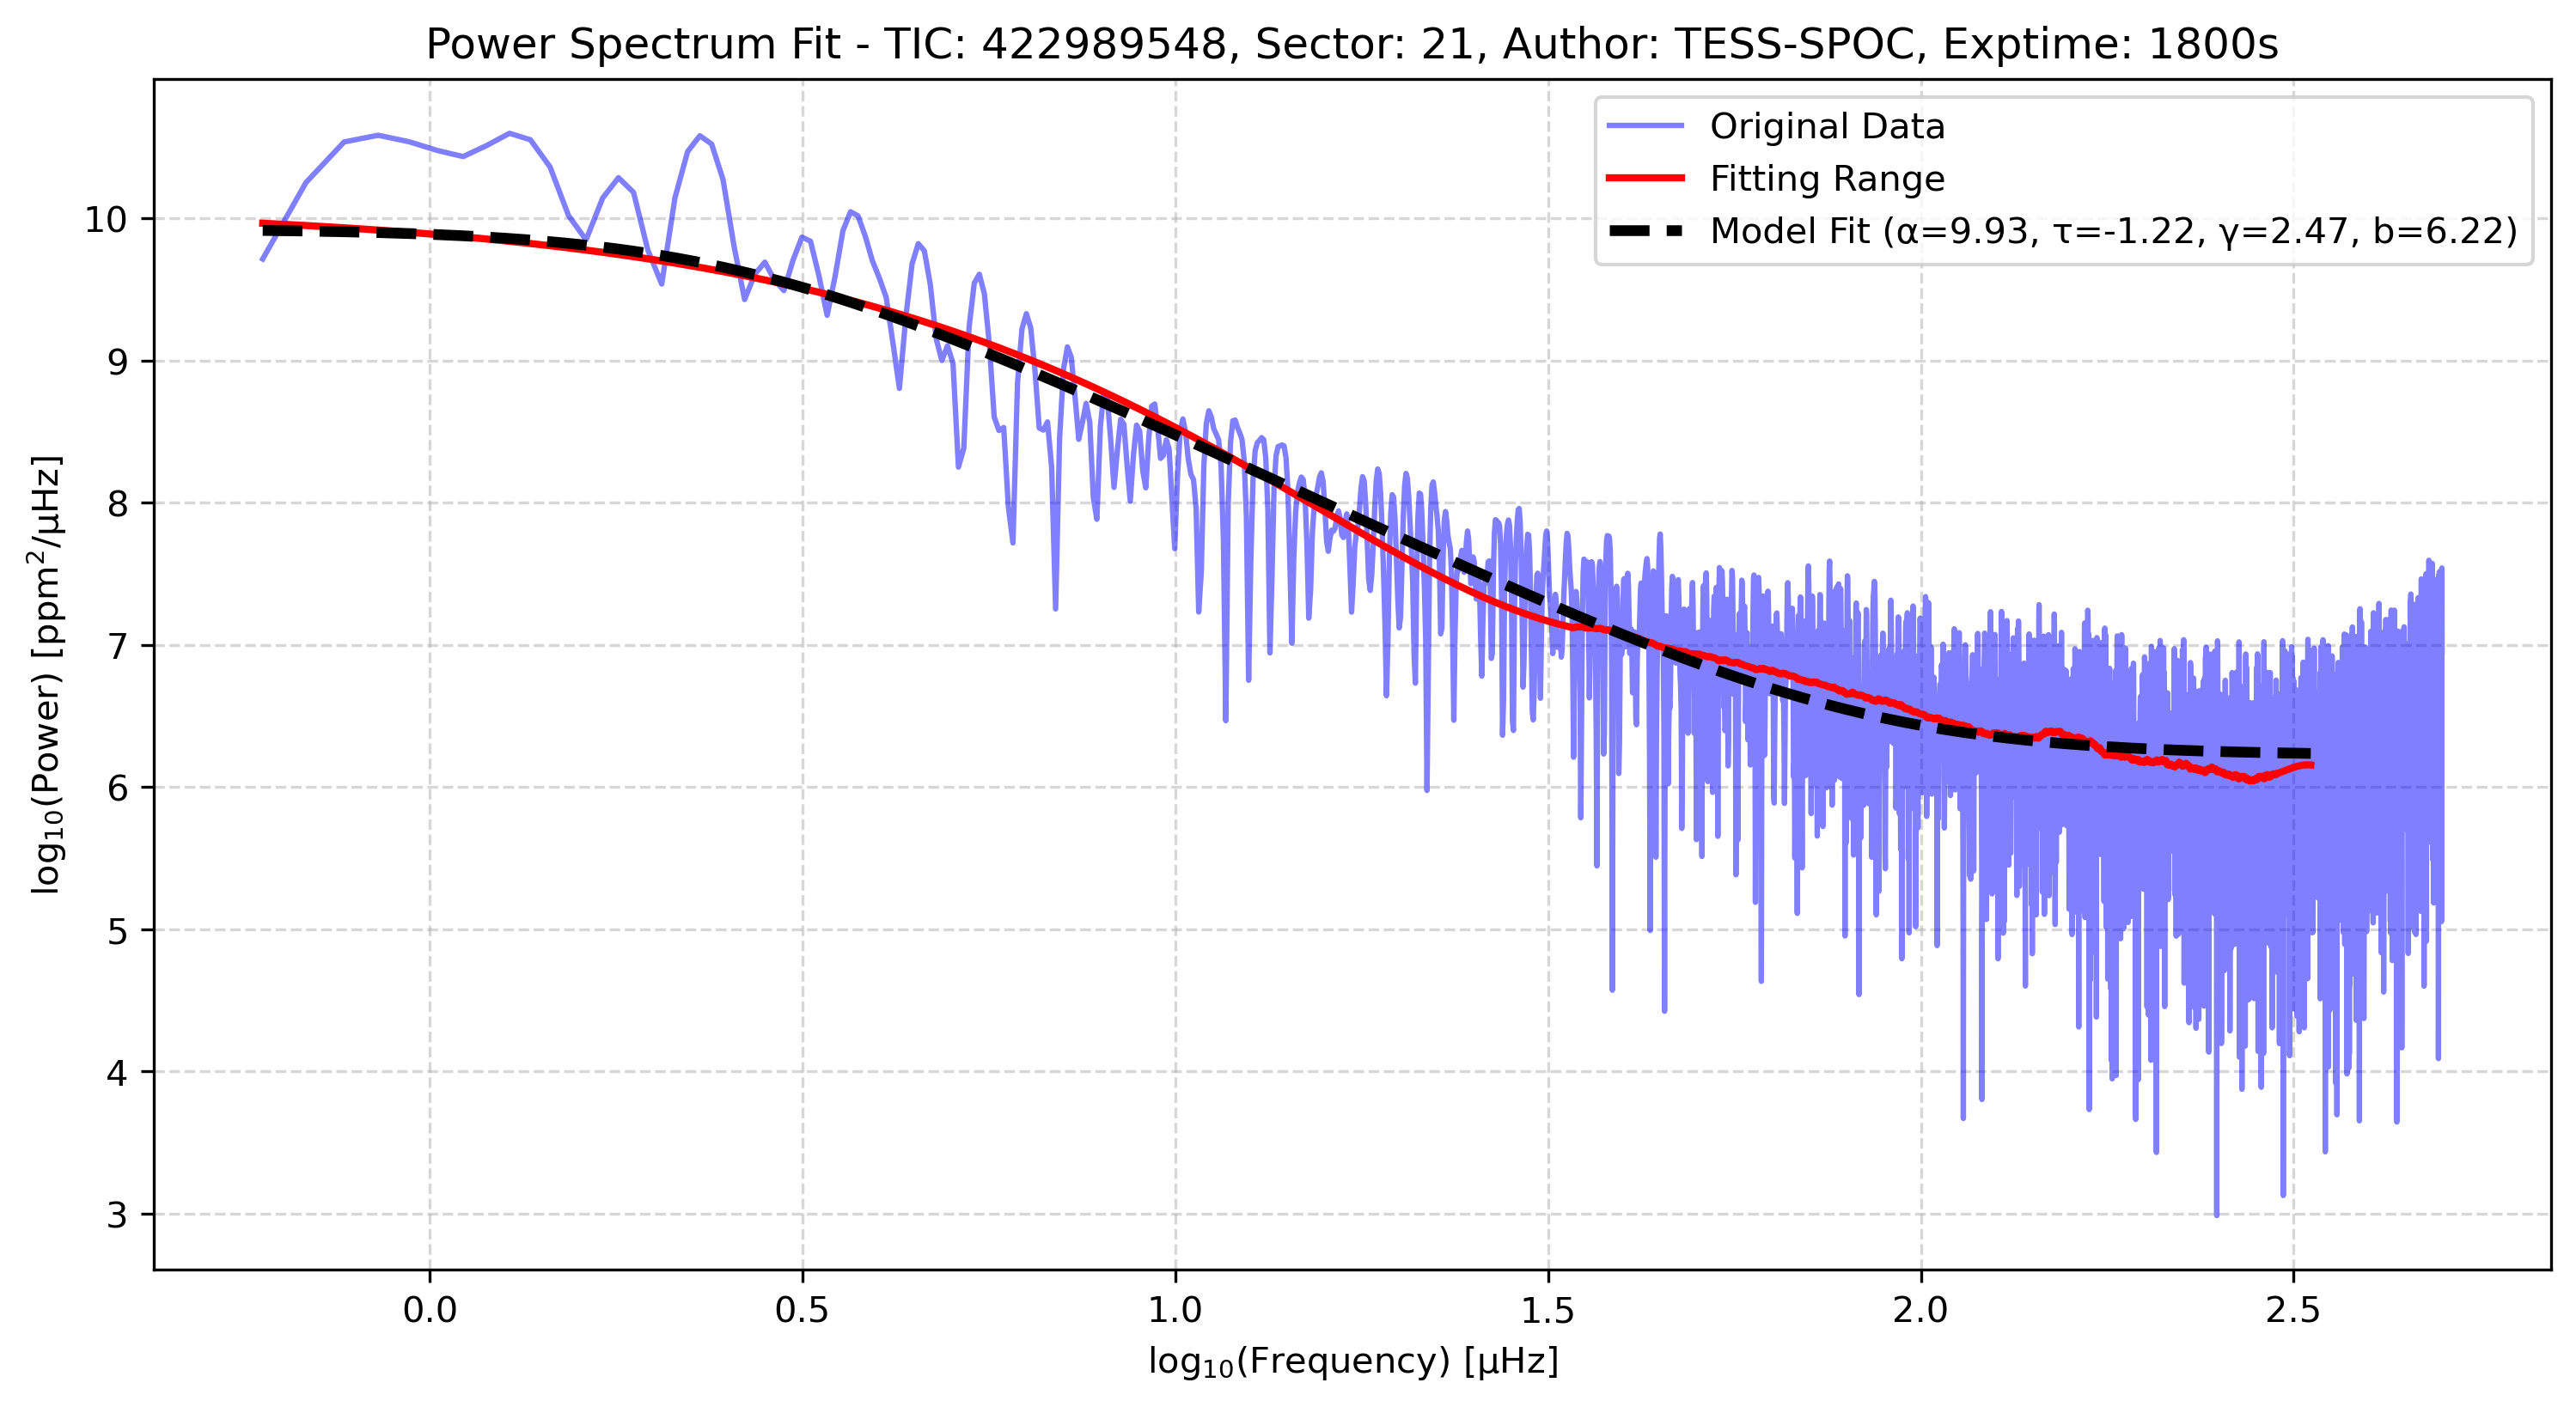 Power Spectrum Fit - TIC: 422989548, Sector: 21, Author: TESS-SPOC, Exptime: 1800s
Original Data
Fitting Range
Model Fit (α=9.93, τ=-1.22, γ=2.47, b=6.22)
log₁₀(Power) [ppm²/μHz]
10
9
8
7
6
5
4
3
0.0 0.5 1.0 1.5 2.0 2.5
log₁₀(Frequency) [μHz]